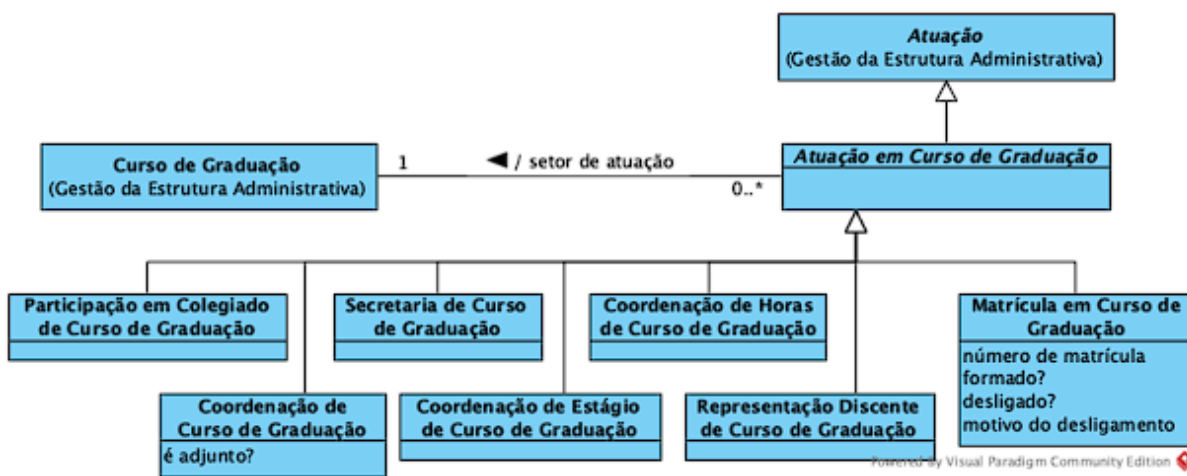 Atuação
(Gestão da Estrutura Administrativa)
Curso de Graduação
(Gestão da Estrutura Administrativa)
1
◀ / setor de atuação
0..*
Atuação em Curso de Graduação
Participação em Colegiado
de Curso de Graduação
Secretaria de Curso
de Graduação
Coordenação de Horas
de Curso de Graduação
Matrícula em Curso de
Graduação
número de matrícula
formado?
desligado?
motivo do desligamento
Coordenação de
Curso de Graduação
é adjunto?
Coordenação de Estágio
de Curso de Graduação
Representação Discente
de Curso de Graduação
Powered By Visual Paradigm Community Edition